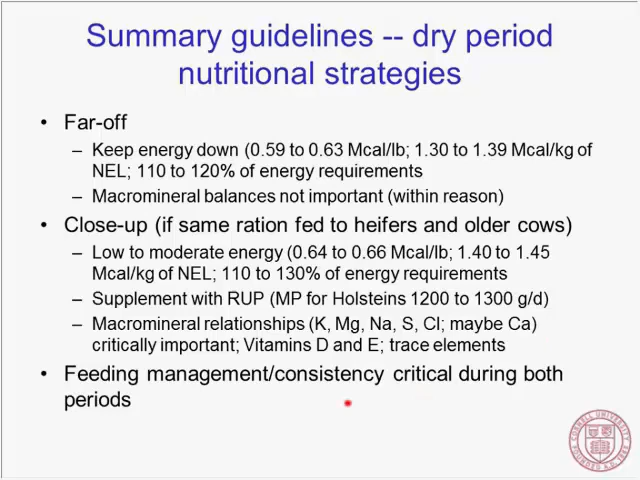 Summary guidelines -- dry period
nutritional strategies
• Far-off
– Keep energy down (0.59 to 0.63 Mcal/lb; 1.30 to 1.39 Mcal/kg of
NEL; 110 to 120% of energy requirements
– Macromineral balances not important (within reason)
• Close-up (if same ration fed to heifers and older cows)
– Low to moderate energy (0.64 to 0.66 Mcal/lb; 1.40 to 1.45
Mcal/kg of NEL; 110 to 130% of energy requirements
– Supplement with RUP (MP for Holsteins 1200 to 1300 g/d)
– Macromineral relationships (K, Mg, Na, S, Cl; maybe Ca)
critically important; Vitamins D and E; trace elements
• Feeding management/consistency critical during both
periods
CORNELL UNIVERSITY
FOUNDED A.D. 1865